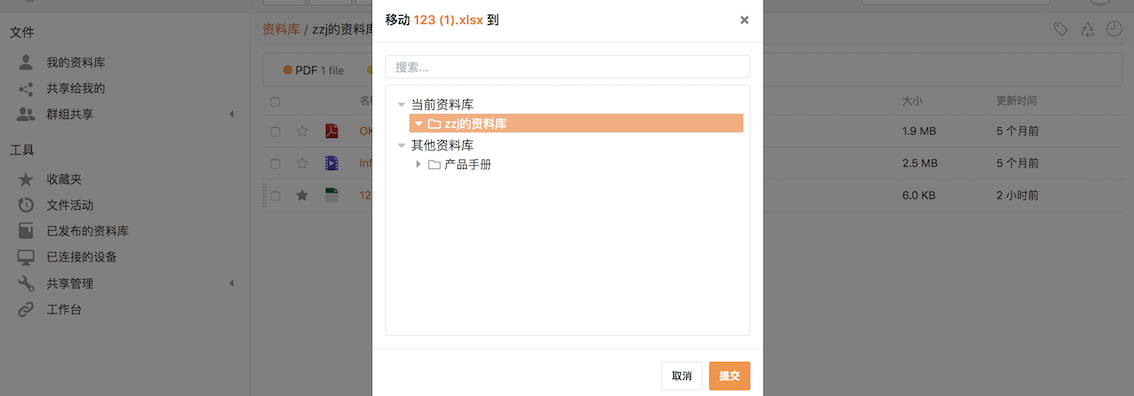 移动 123 (1).xlsx 到
×
文件
资料库 / zzj的资料库
我的资料库
搜索...
PDF 1 file
共享给我的
群组共享
当前资料库
名
大小
更新时间
zzj的资料库
OK
1.9 MB
5 个月前
工具
其他资料库
产品手册
Inf
2.5 MB
5 个月前
收藏夹
12
6.0 KB
2 小时前
文件活动
已发布的资料库
已连接的设备
共享管理
工作台
取消
提交